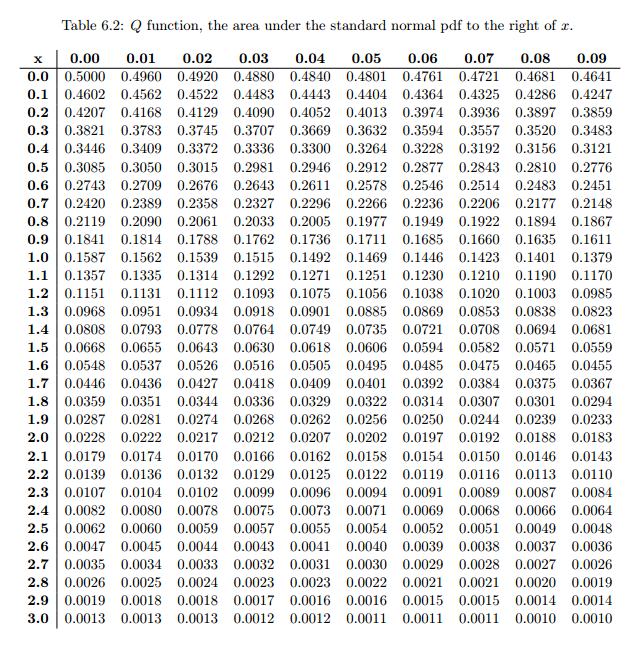 Table 6.2: Q function, the area under the standard normal pdf to the right of x.
x 0.00 0.01 0.02 0.03 0.04 0.05 0.06 0.07 0.08 0.09
0.0 0.5000 0.4960 0.4920 0.4880 0.4840 0.4801 0.4761 0.4721 0.4681 0.4641
0.1 0.4602 0.4562 0.4522 0.4483 0.4443 0.4404 0.4364 0.4325 0.4286 0.4247
0.2 0.4207 0.4168 0.4129 0.4090 0.4052 0.4013 0.3974 0.3936 0.3897 0.3859
0.3 0.3821 0.3783 0.3745 0.3707 0.3669 0.3632 0.3594 0.3557 0.3520 0.3483
0.4 0.3446 0.3409 0.3372 0.3336 0.3300 0.3264 0.3228 0.3192 0.3156 0.3121
0.5 0.3085 0.3050 0.3015 0.2981 0.2946 0.2912 0.2877 0.2843 0.2810 0.2776
0.6 0.2743 0.2709 0.2676 0.2643 0.2611 0.2578 0.2546 0.2514 0.2483 0.2451
0.7 0.2420 0.2389 0.2358 0.2327 0.2296 0.2266 0.2236 0.2206 0.2177 0.2148
0.8 0.2119 0.2090 0.2061 0.2033 0.2005 0.1977 0.1949 0.1922 0.1894 0.1867
0.9 0.1841 0.1814 0.1788 0.1762 0.1736 0.1711 0.1685 0.1660 0.1635 0.1611
1.0 0.1587 0.1562 0.1539 0.1515 0.1492 0.1469 0.1446 0.1423 0.1401 0.1379
1.1 0.1357 0.1335 0.1314 0.1292 0.1271 0.1251 0.1230 0.1210 0.1190 0.1170
1.2 0.1151 0.1131 0.1112 0.1093 0.1075 0.1056 0.1038 0.1020 0.1003 0.0985
1.3 0.0968 0.0951 0.0934 0.0918 0.0901 0.0885 0.0869 0.0853 0.0838 0.0823
1.4 0.0808 0.0793 0.0778 0.0764 0.0749 0.0735 0.0721 0.0708 0.0694 0.0681
1.5 0.0668 0.0655 0.0643 0.0630 0.0618 0.0606 0.0594 0.0582 0.0571 0.0559
1.6 0.0548 0.0537 0.0526 0.0516 0.0505 0.0495 0.0485 0.0475 0.0465 0.0455
1.7 0.0446 0.0436 0.0427 0.0418 0.0409 0.0401 0.0392 0.0384 0.0375 0.0367
1.8 0.0359 0.0351 0.0344 0.0336 0.0329 0.0322 0.0314 0.0307 0.0301 0.0294
1.9 0.0287 0.0281 0.0274 0.0268 0.0262 0.0256 0.0250 0.0244 0.0239 0.0233
2.0 0.0228 0.0222 0.0217 0.0212 0.0207 0.0202 0.0197 0.0192 0.0188 0.0183
2.1 0.0179 0.0174 0.0170 0.0166 0.0162 0.0158 0.0154 0.0150 0.0146 0.0143
2.2 0.0139 0.0136 0.0132 0.0129 0.0125 0.0122 0.0119 0.0116 0.0113 0.0110
2.3 0.0107 0.0104 0.0102 0.0099 0.0096 0.0094 0.0091 0.0089 0.0087 0.0084
2.4 0.0082 0.0080 0.0078 0.0075 0.0073 0.0071 0.0069 0.0068 0.0066 0.0064
2.5 0.0062 0.0060 0.0059 0.0057 0.0055 0.0054 0.0052 0.0051 0.0049 0.0048
2.6 0.0047 0.0045 0.0044 0.0043 0.0041 0.0040 0.0039 0.0038 0.0037 0.0036
2.7 0.0035 0.0034 0.0033 0.0032 0.0031 0.0030 0.0029 0.0028 0.0027 0.0026
2.8 0.0026 0.0025 0.0024 0.0023 0.0023 0.0022 0.0021 0.0021 0.0020 0.0019
2.9 0.0019 0.0018 0.0018 0.0017 0.0016 0.0016 0.0015 0.0015 0.0014 0.0014
3.0 0.0013 0.0013 0.0013 0.0012 0.0012 0.0011 0.0011 0.0011 0.0010 0.0010